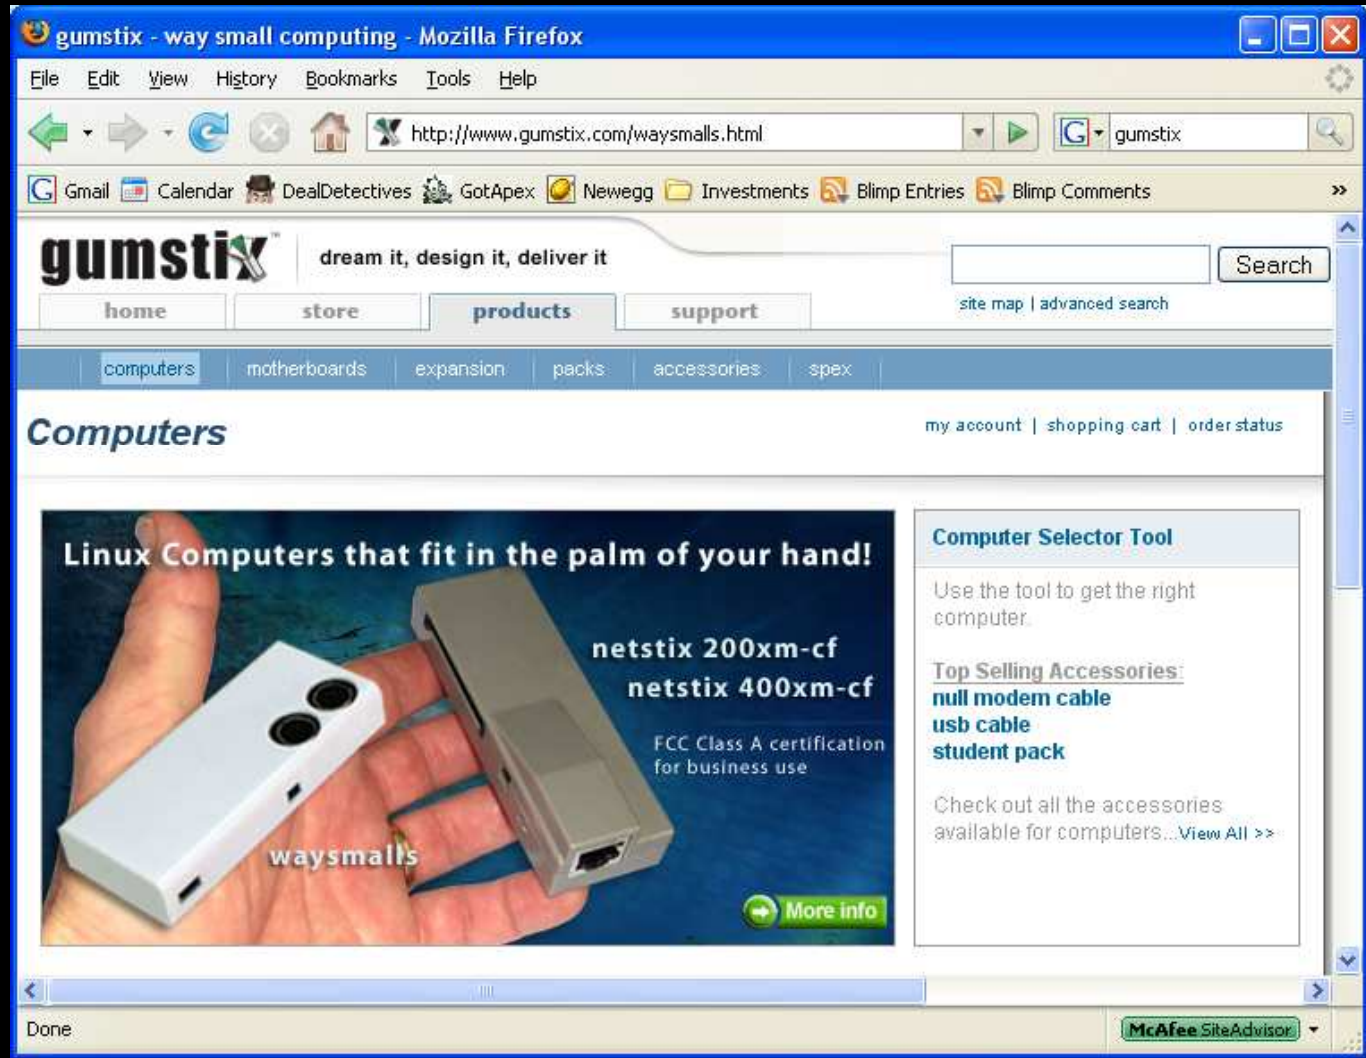 gumstix - way small computing - Mozilla Firefox
File Edit View History Bookmarks Tools Help
http://www.gumstix.com/waysmalls.html
G gumstix
G Gmail Calendar DealDetectives GotApex Newegg Investments Blimp Entries Blimp Comments »
gumstix™ dream it, design it, deliver it
Search
site map | advanced search
home store products support
computers motherboards expansion packs accessories spex
Computers
my account | shopping cart | order status
Linux Computers that fit in the palm of your hand!
netstix 200xm-cf
netstix 400xm-cf
FCC Class A certification
for business use
waysmalls
More info
Computer Selector Tool
Use the tool to get the right
computer.
Top Selling Accessories:
null modem cable
usb cable
student pack
Check out all the accessories
available for computers...View All >>
Done
McAfee SiteAdvisor